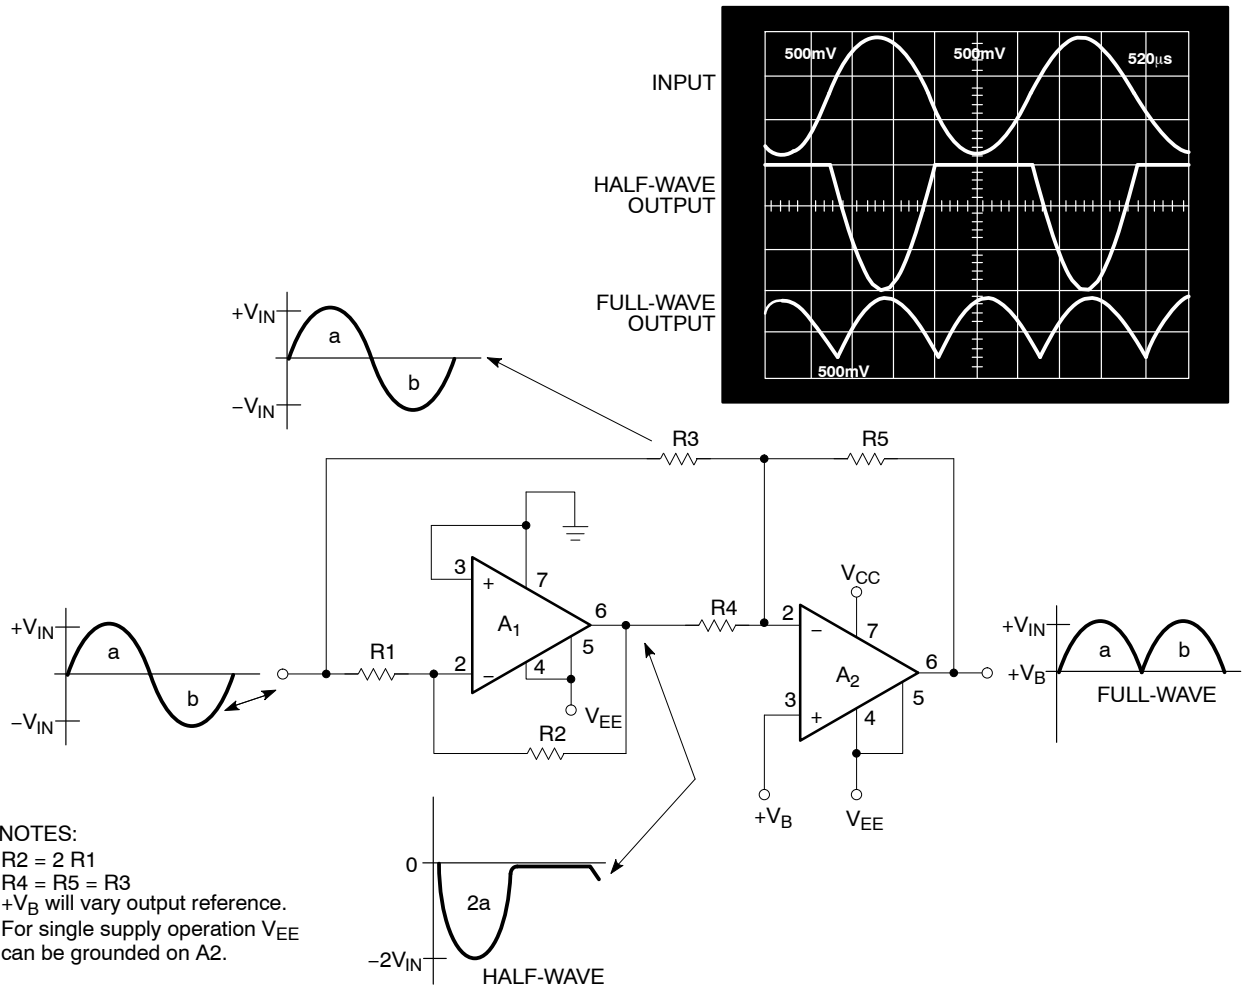 500mV 500mV 520µs
INPUT
HALF-WAVE
OUTPUT
FULL-WAVE
OUTPUT
500mV
+VIN
a
b
−VIN
R3 R5
3 + 7
A1
6
5
2 − 4
VEE
R1
R2
R4
VCC
2 − 7
A2
6
5
3 + 4
+VB
VEE
+VIN
a
b
−VIN
+VIN
a b
+VB
FULL-WAVE
0
2a
−2VIN
HALF-WAVE
NOTES:
R2 = 2 R1
R4 = R5 = R3
+VB will vary output reference.
For single supply operation VEE
can be grounded on A2.